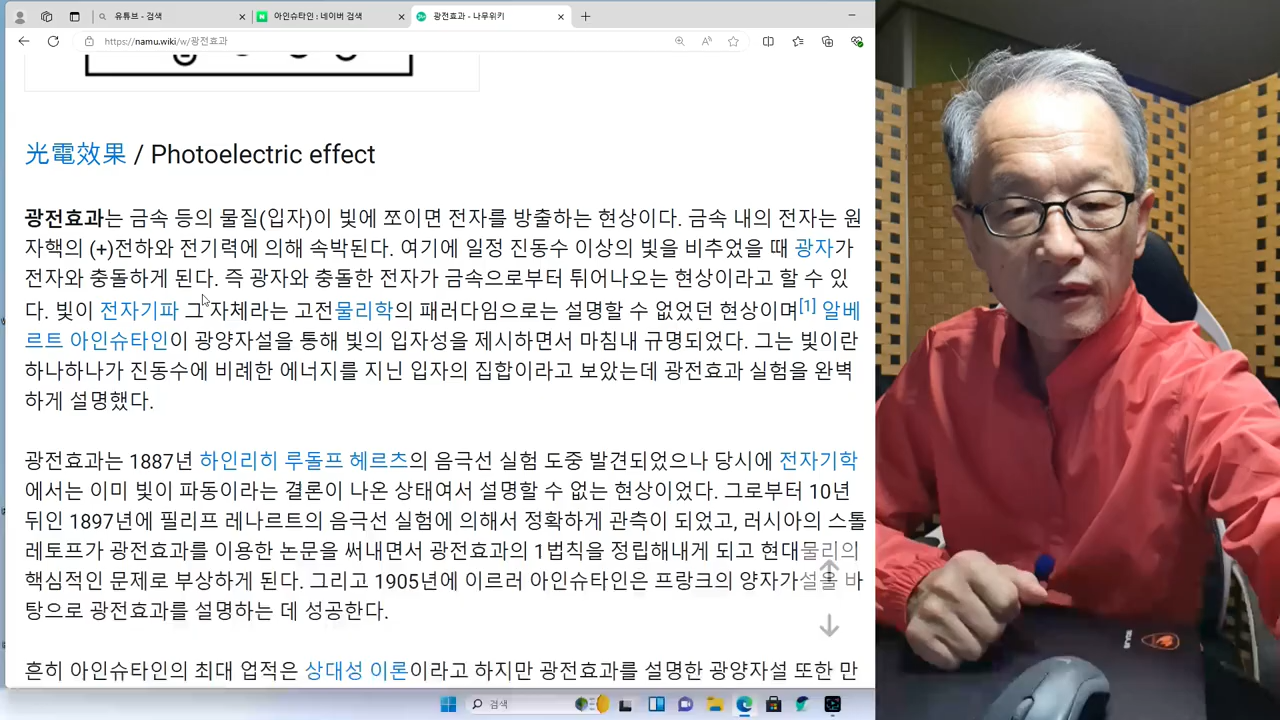 유튜브 - 검색
아인슈타인 : 네이버 검색
광전효과 - 나무위키
https://namu.wiki/w/광전효과
光電效果 / Photoelectric effect
광전효과는 금속 등의 물질(입자)이 빛에 쪼이면 전자를 방출하는 현상이다. 금속 내의 전자는 원
자핵의 (+)전하와 전기력에 의해 속박된다. 여기에 일정 진동수 이상의 빛을 비추었을 때 광자가
전자와 충돌하게 된다. 즉 광자와 충돌한 전자가 금속으로부터 튀어나오는 현상이라고 할 수 있
다. 빛이 전자기파 그 자체라는 고전물리학의 패러다임으로는 설명할 수 없었던 현상이며[1] 알베
르트 아인슈타인이 광양자설을 통해 빛의 입자성을 제시하면서 마침내 규명되었다. 그는 빛이란
하나하나가 진동수에 비례한 에너지를 지닌 입자의 집합이라고 보았는데 광전효과 실험을 완벽
하게 설명했다.
광전효과는 1887년 하인리히 루돌프 헤르츠의 음극선 실험 도중 발견되었으나 당시에 전자기학
에서는 이미 빛이 파동이라는 결론이 나온 상태여서 설명할 수 없는 현상이었다. 그로부터 10년
뒤인 1897년에 필리프 레나르트의 음극선 실험에 의해서 정확하게 관측이 되었고, 러시아의 스톨
레토프가 광전효과를 이용한 논문을 써내면서 광전효과의 1법칙을 정립해내게 되고 현대물리의
핵심적인 문제로 부상하게 된다. 그리고 1905년에 이르러 아인슈타인은 프랑크의 양자가설을 바
탕으로 광전효과를 설명하는 데 성공한다.
흔히 아인슈타인의 최대 업적은 상대성 이론이라고 하지만 광전효과를 설명한 광양자설 또한 만
검색